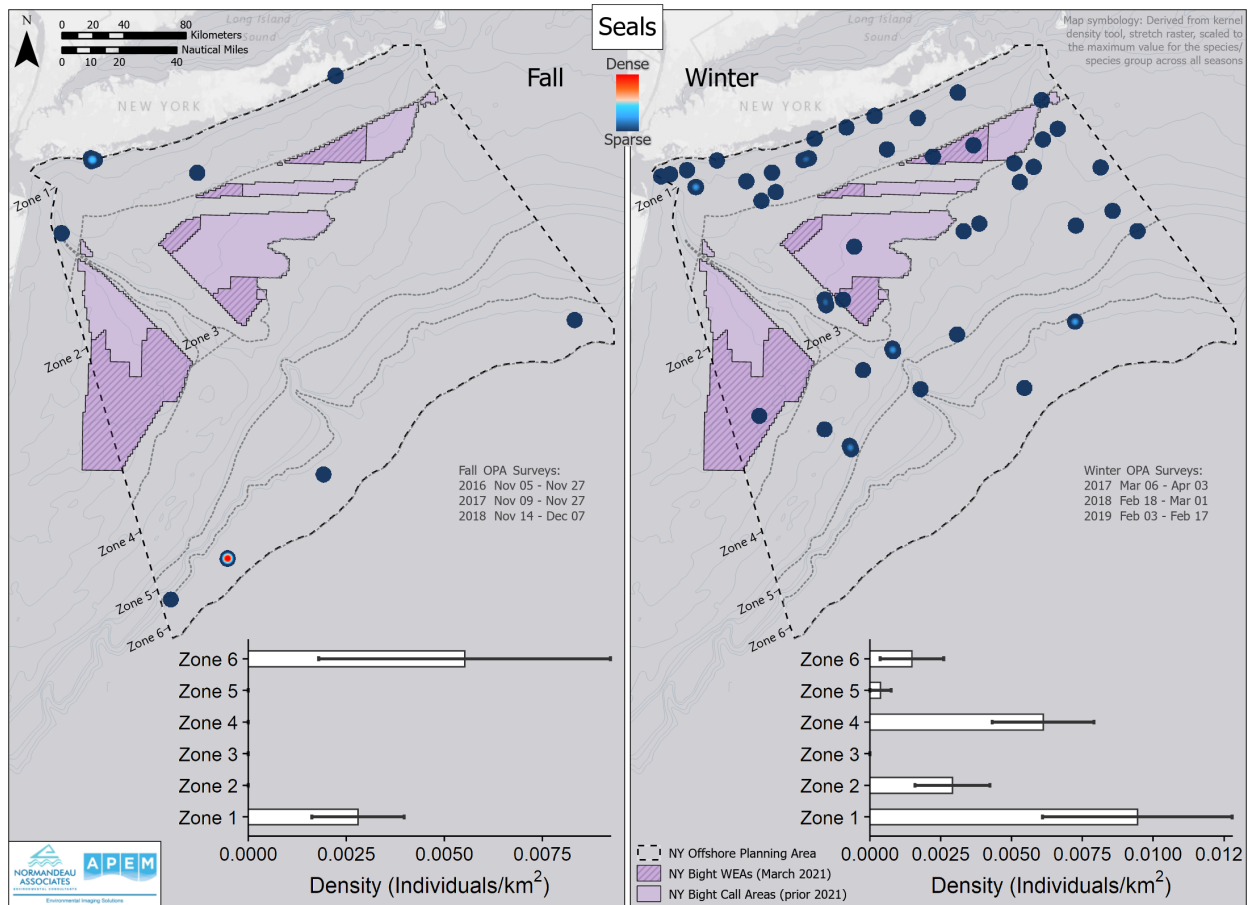 Seals
Dense
Sparse
N
0 20 40 80
Kilometers
Nautical Miles
0 10 20 40
Long Island
Sound
NEW YORK
Fall
Zone 1
Zone 2
Zone 3
Zone 4
Zone 5
Zone 6
Fall OPA Surveys:
2016 Nov 05 - Nov 27
2017 Nov 09 - Nov 27
2018 Nov 14 - Dec 07
Zone 6
Zone 5
Zone 4
Zone 3
Zone 2
Zone 1
0.0000 0.0025 0.0050 0.0075
Density (Individuals/km²)
NORMANDEAU
ASSOCIATES
ENVIRONMENTAL CONSULTANTS
APEM
Environmental Imaging Solutions
Winter
Long Island
Sound
NEW YORK
Map symbology: Derived from kernel
density tool, stretch raster, scaled to
the maximum value for the species/
species group across all seasons
Zone 1
Zone 2
Zone 3
Zone 4
Zone 5
Zone 6
Winter OPA Surveys:
2017 Mar 06 - Apr 03
2018 Feb 18 - Mar 01
2019 Feb 03 - Feb 17
Zone 6
Zone 5
Zone 4
Zone 3
Zone 2
Zone 1
0.0000 0.0025 0.0050 0.0075 0.0100 0.012
Density (Individuals/km²)
NY Offshore Planning Area
NY Bight WEAs (March 2021)
NY Bight Call Areas (prior 2021)